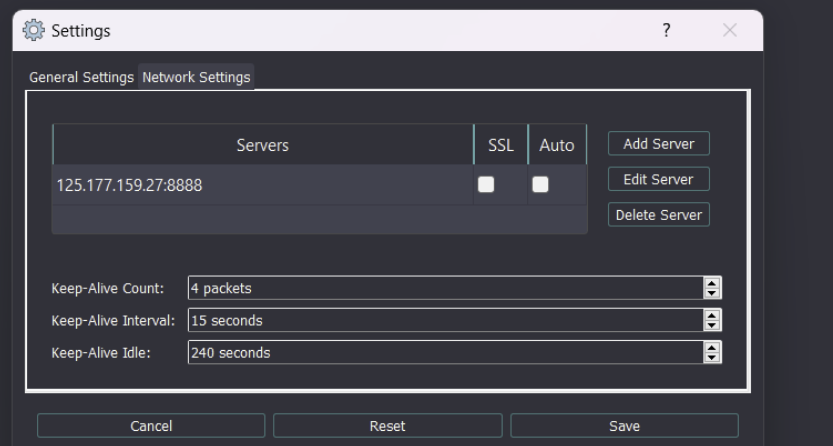 Settings
?
General Settings Network Settings
Servers SSL Auto
Add Server
125.177.159.27:8888
Edit Server
Delete Server
Keep-Alive Count: 4 packets
Keep-Alive Interval: 15 seconds
Keep-Alive Idle: 240 seconds
Cancel Reset Save